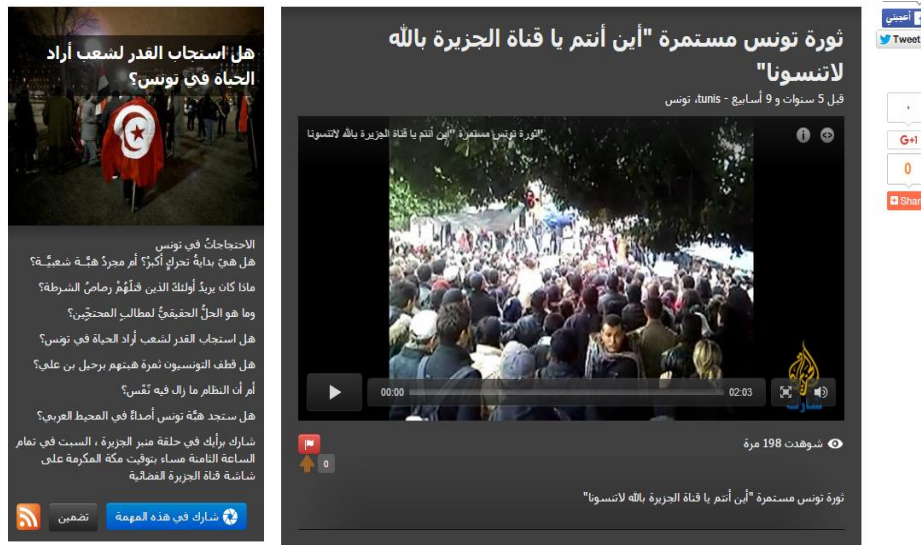 ثورة تونس مستمرة "أين أنتم يا قناة الجزيرة بالله
لاتنسونا"
قبل 5 سنوات و 9 أسابيع - tunis، تونس
ثورة تونس مستمرة "أين أنتم يا قناة الجزيرة بالله لاتنسونا"
00:00
02:03
شارك
شوهدت 198 مرة
0
ثورة تونس مستمرة "أين أنتم يا قناة الجزيرة بالله لاتنسونا"
هل استجاب القدر لشعب أراد
الحياة في تونس؟
الاحتجاجاتُ في تونس
هل هيَ بدايةُ تحركٍ أكبرْ؟ أم مجردُ هبَّـة شعبيَّـة؟
ماذا كان يريدُ أولئكَ الذين قتلَهُمْ رصاصُ الشرطة؟
وما هو الحلُّ الحقيقيُّ لمطالبِ المحتجِّين؟
هل استجاب القدر لشعب أراد الحياة في تونس؟
هل قطف التونسيون ثمرة هبتهم برحيل بن علي؟
أم أن النظام ما زال فيه نَفَس؟
هل ستجد هبَّة تونس أصداءً في المحيط العربي؟
شارك برأيك في حلقة منبر الجزيرة ، السبت في تمام
الساعة الثامنة مساء بتوقيت مكة المكرمة على
شاشة قناة الجزيرة الفضائية
شارك في هذه المهمة
تضمين
أعجبني
Tweet
G+1
0